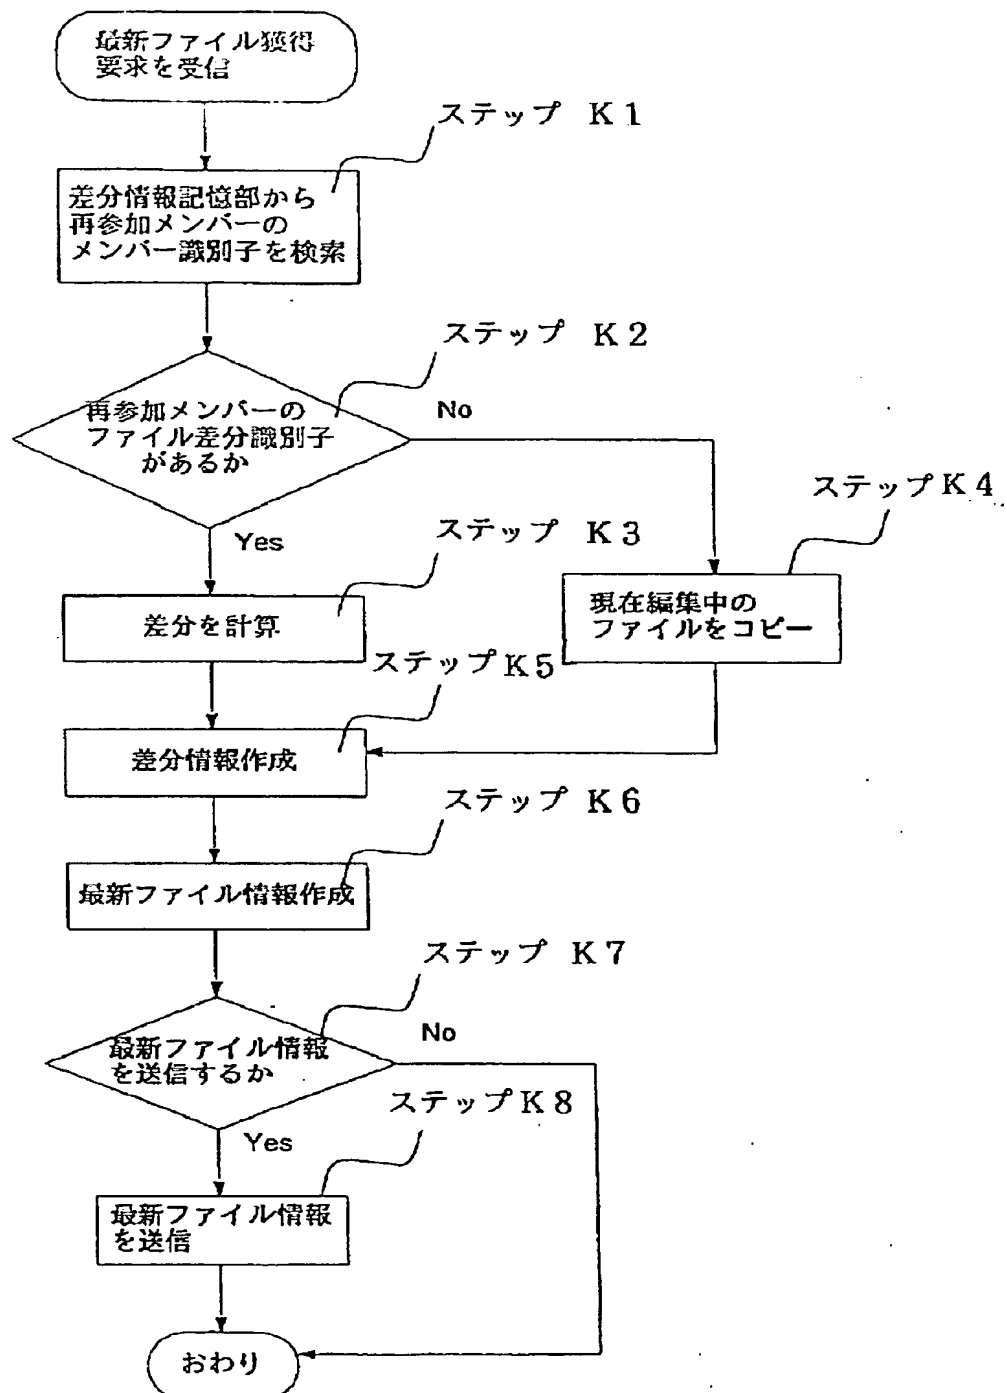 最新ファイル獲得
要求を受信
ステップ K1
差分情報記憶部から
再参加メンバーの
メンバー識別子を検索
ステップ K2
再参加メンバーの
ファイル差分識別子
があるか
No
Yes
ステップ K3
差分を計算
ステップ K4
現在編集中の
ファイルをコピー
ステップ K5
差分情報作成
ステップ K6
最新ファイル情報作成
ステップ K7
最新ファイル情報
を送信するか
No
Yes
ステップ K8
最新ファイル情報
を送信
おわり